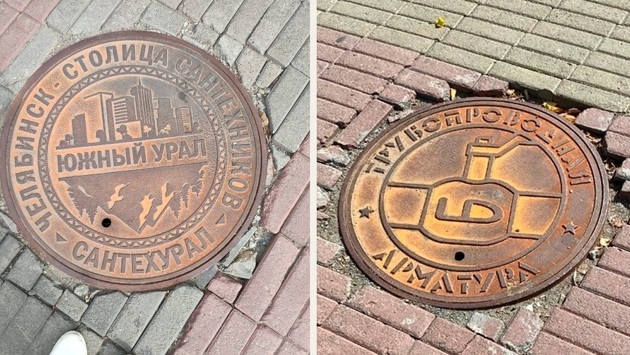 ЧЕЛЯБИНСК - СТОЛИЦА САНТЕХНИКОВ
ЮЖНЫЙ УРАЛ
САНТЕХУРАЛ
ТРУБОПРОВОДНАЯ
Б
АРМАТУРА